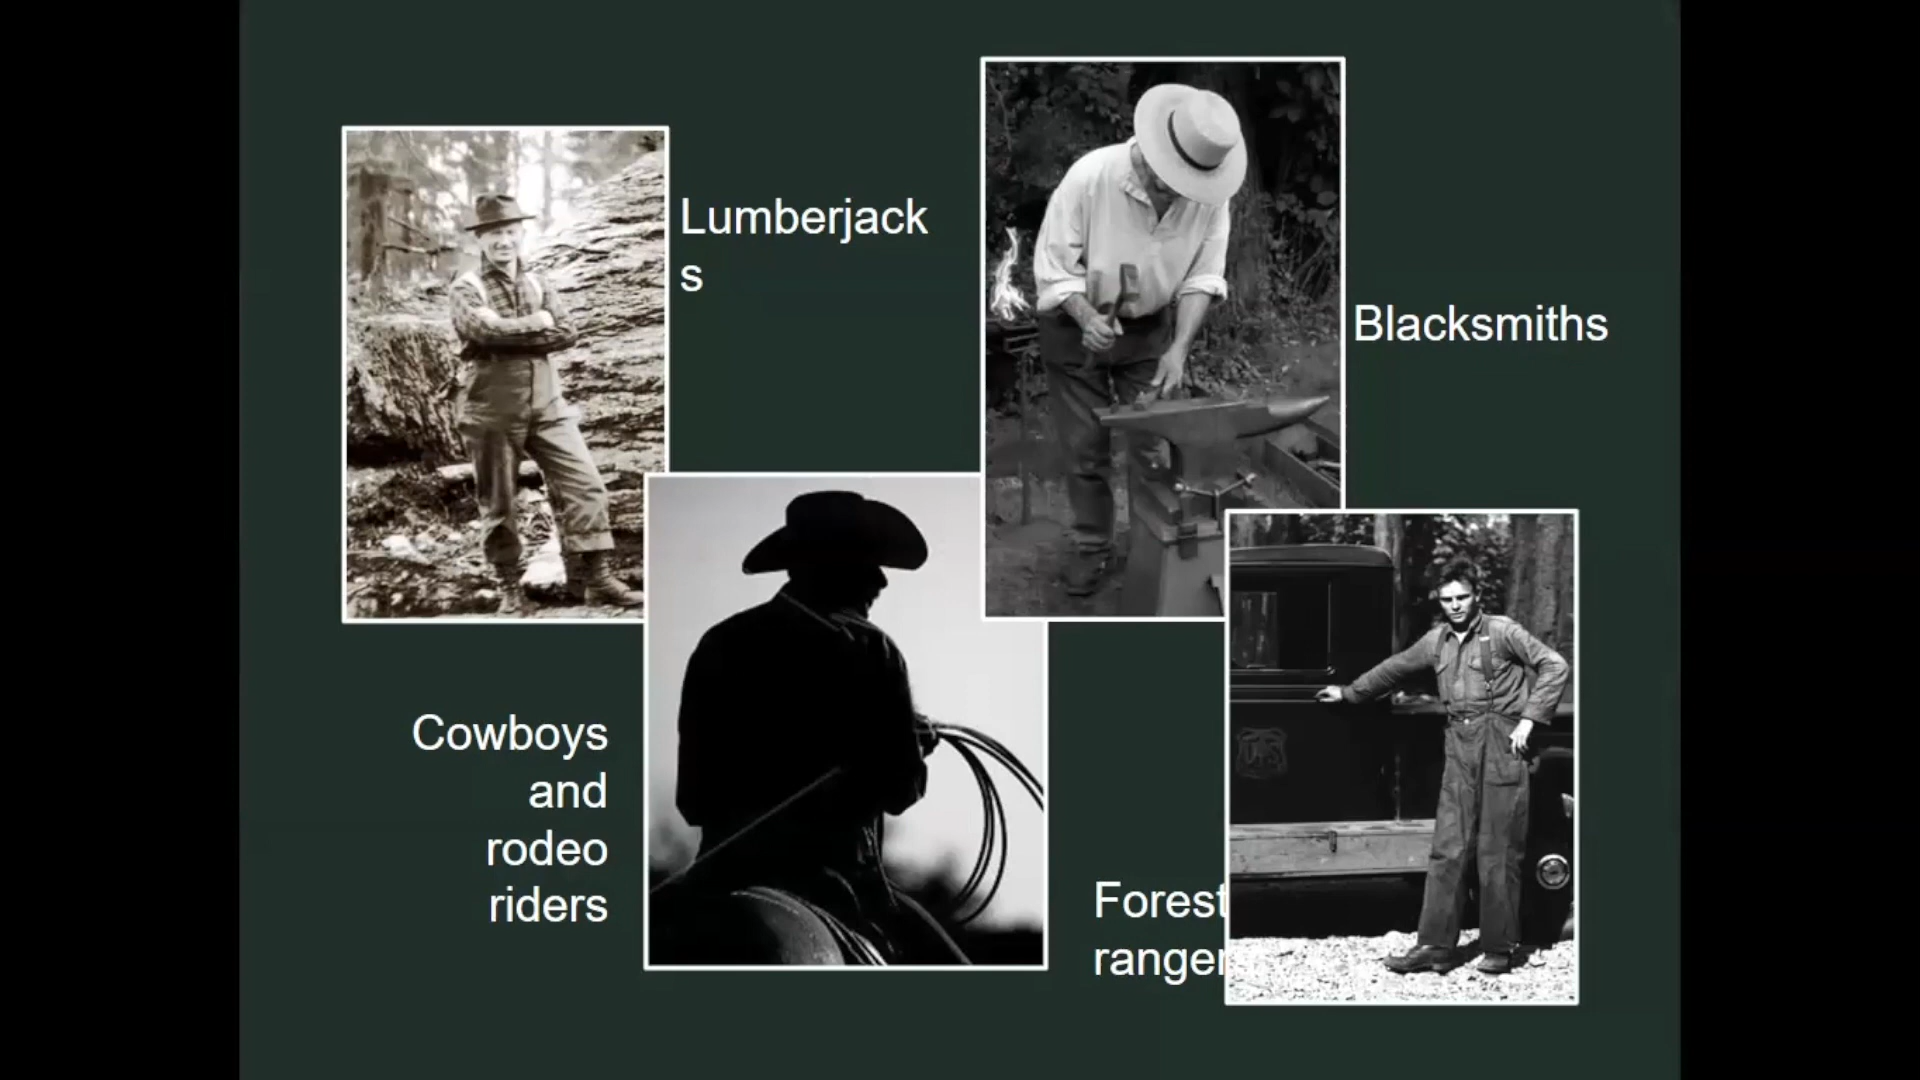 Lumberjack
s
Blacksmiths
Cowboys
and
rodeo
riders
Forest
ranger